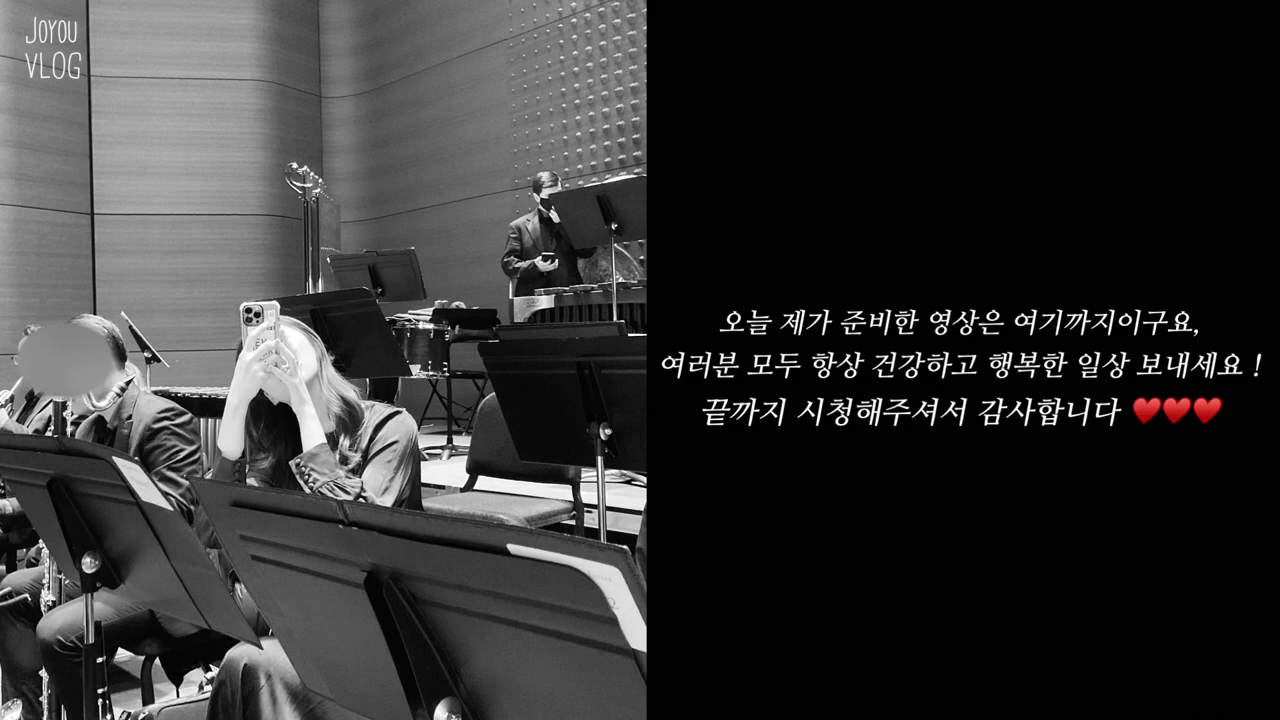 JOYOU
VLOG
오늘 제가 준비한 영상은 여기까지이구요,
여러분 모두 항상 건강하고 행복한 일상 보내세요 !
끝까지 시청해주셔서 감사합니다 ♥️♥️♥️